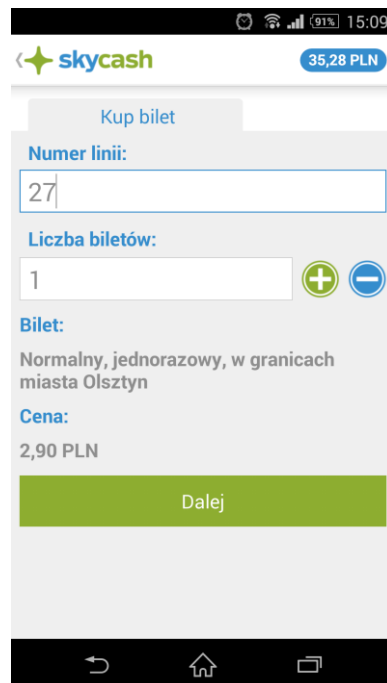 91% 15:09
skycash 35,28 PLN
Kup bilet
Numer linii:
27
Liczba biletów:
1
Bilet:
Normalny, jednorazowy, w granicach
miasta Olsztyn
Cena:
2,90 PLN
Dalej